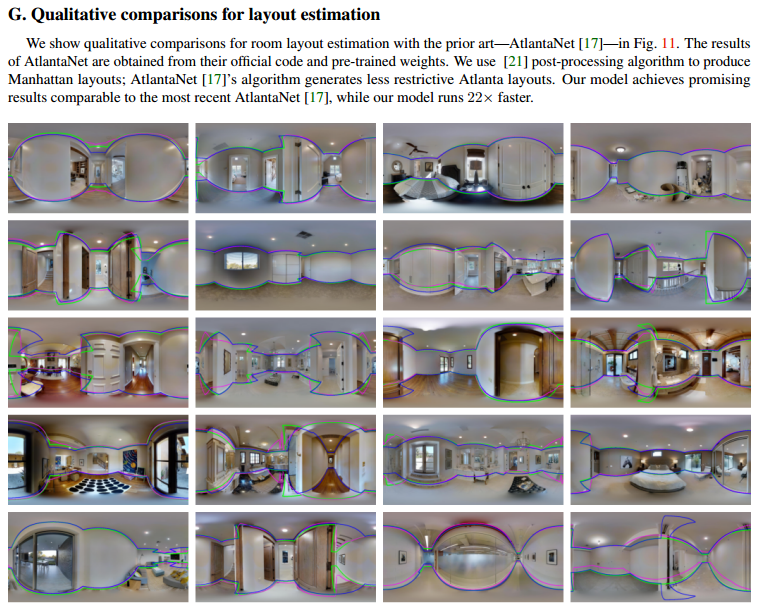 G. Qualitative comparisons for layout estimation
We show qualitative comparisons for room layout estimation with the prior art—AtlantaNet [17]—in Fig. 11. The results
of AtlantaNet are obtained from their official code and pre-trained weights. We use [21] post-processing algorithm to produce
Manhattan layouts; AtlantaNet [17]’s algorithm generates less restrictive Atlanta layouts. Our model achieves promising
results comparable to the most recent AtlantaNet [17], while our model runs 22× faster.